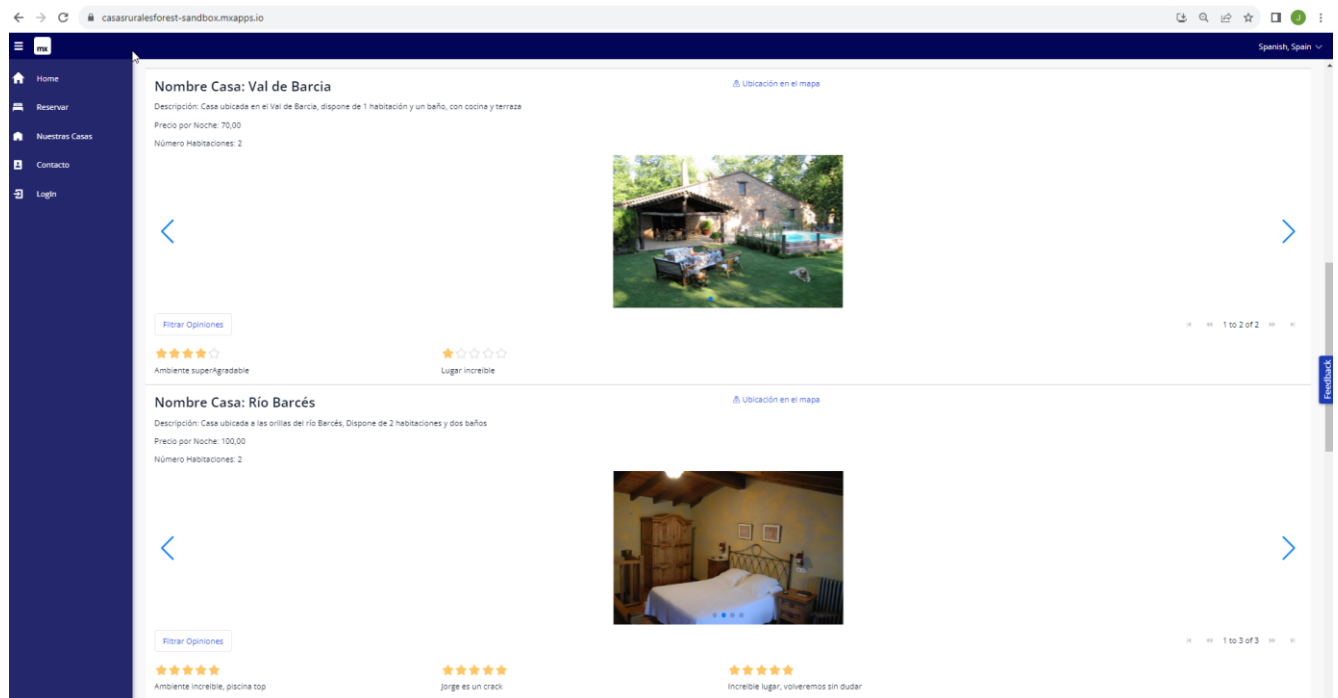 casasruralesforest-sandbox.mxapps.io
J
mx
Spanish, Spain
Home
Reservar
Nuestras Casas
Contacto
Login
Nombre Casa: Val de Barcia
Ubicación en el mapa
Descripción: Casa ubicada en el Val de Barcia, dispone de 1 habitación y un baño, con cocina y terraza
Precio por Noche: 70,00
Número Habitaciones: 2
Filtrar Opiniones
1 to 2 of 2
Ambiente superAgradable
Lugar increible
Feedback
Nombre Casa: Río Barcés
Ubicación en el mapa
Descripción: Casa ubicada a las orillas del río Barcés, Dispone de 2 habitaciones y dos baños
Precio por Noche: 100,00
Número Habitaciones: 2
Filtrar Opiniones
1 to 3 of 3
Ambiente increible, piscina top
Jorge es un crack
Increible lugar, volveremos sin dudar